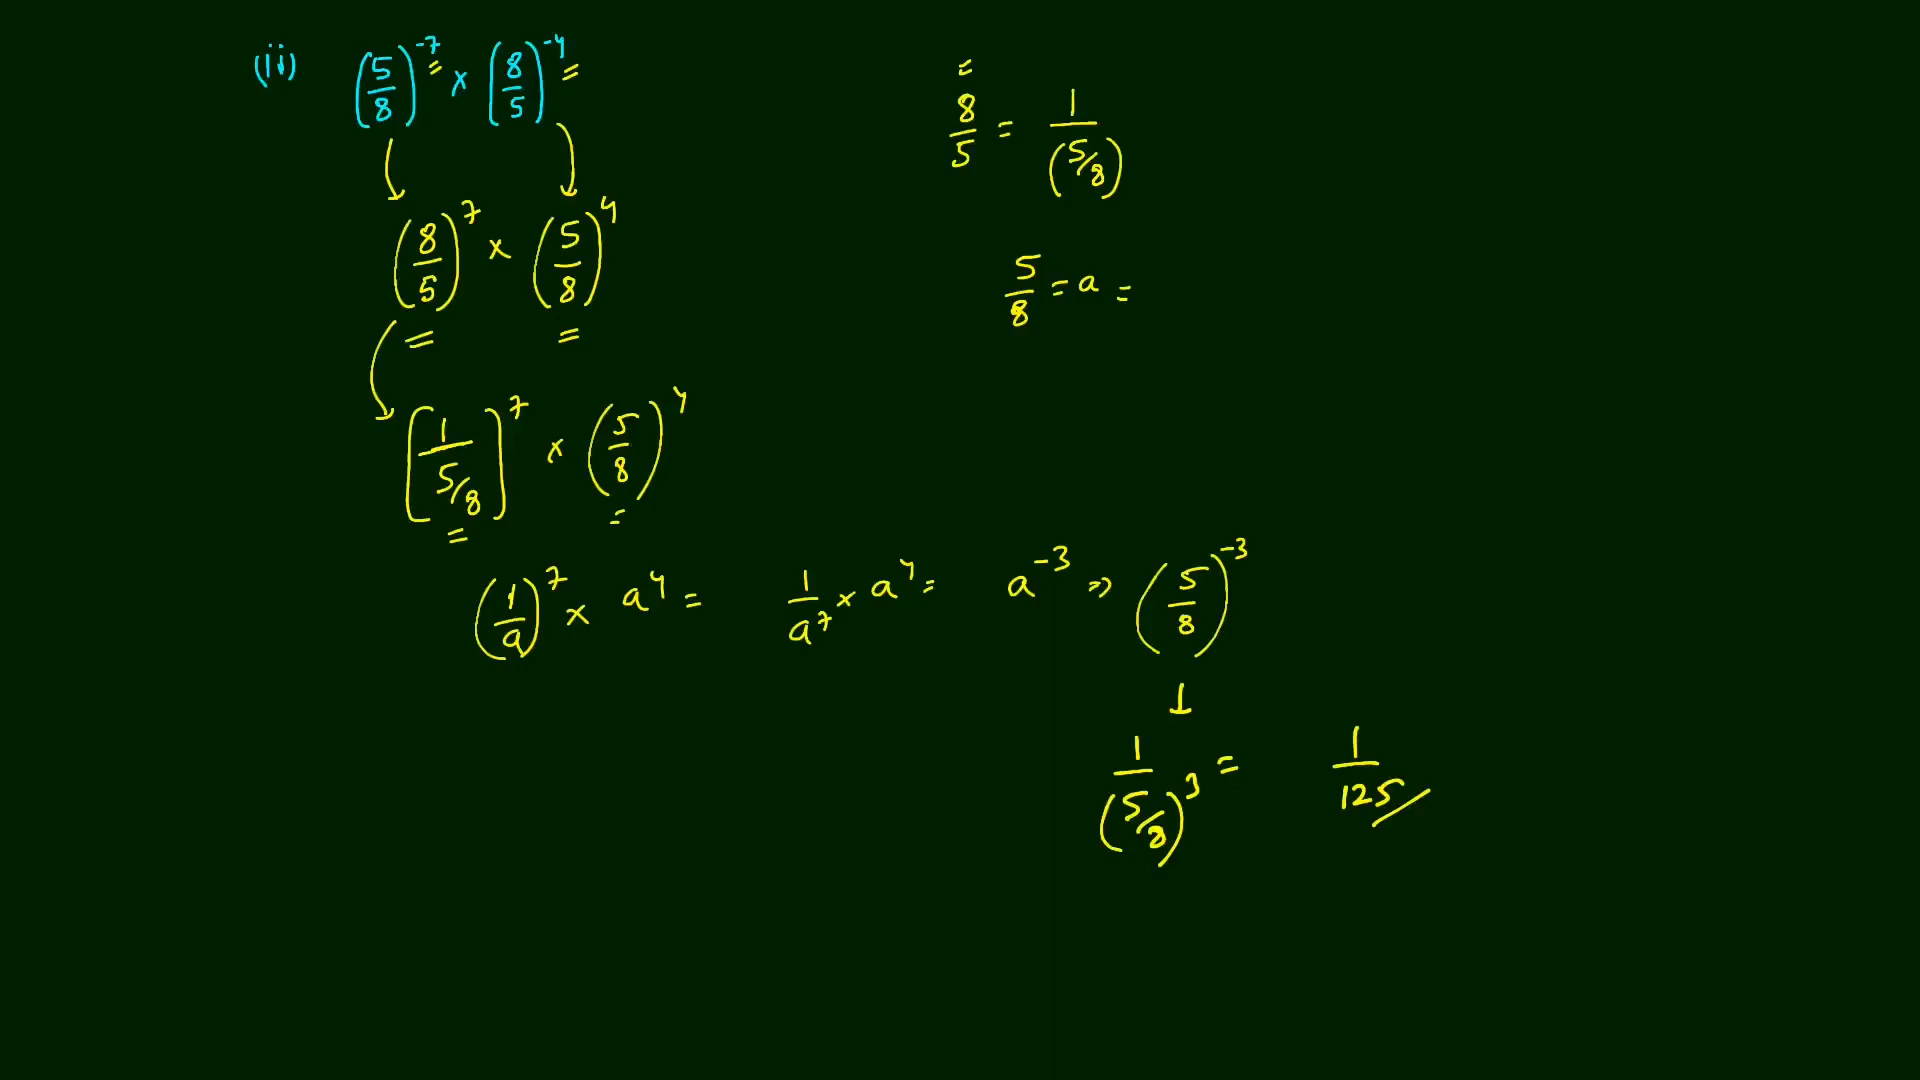 (ii) (5/8)^-7 × (8/5)^-4
=
8/5 = 1/(5/8)
(8/5)^7 × (5/8)^4
5/8 = a =
[1/(5/8)]^7 × (5/8)^4
(1/a)^7 × a^4 = 1/a^7 × a^4 = a^-3 => (5/8)^-3
1/(5/8)^3 = 1/125